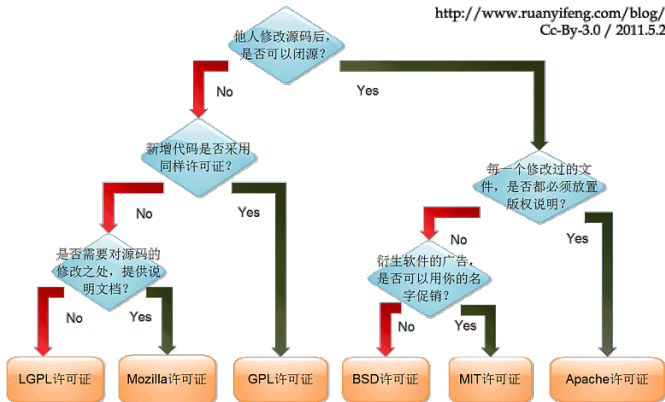 http://www.ruanyifeng.com/blog/
Cc-By-3.0 / 2011.5.2
他人修改源码后，
是否可以闭源？
No
Yes
新增代码是否采用
同样许可证？
每一个修改过的文
件，是否都必须放置
版权说明？
No
Yes
No
Yes
是否需要对源码的
修改之处，提供说
明文档？
衍生软件的广告，
是否可以用你的名
字促销？
No
Yes
No
Yes
LGPL许可证
Mozilla许可证
GPL许可证
BSD许可证
MIT许可证
Apache许可证